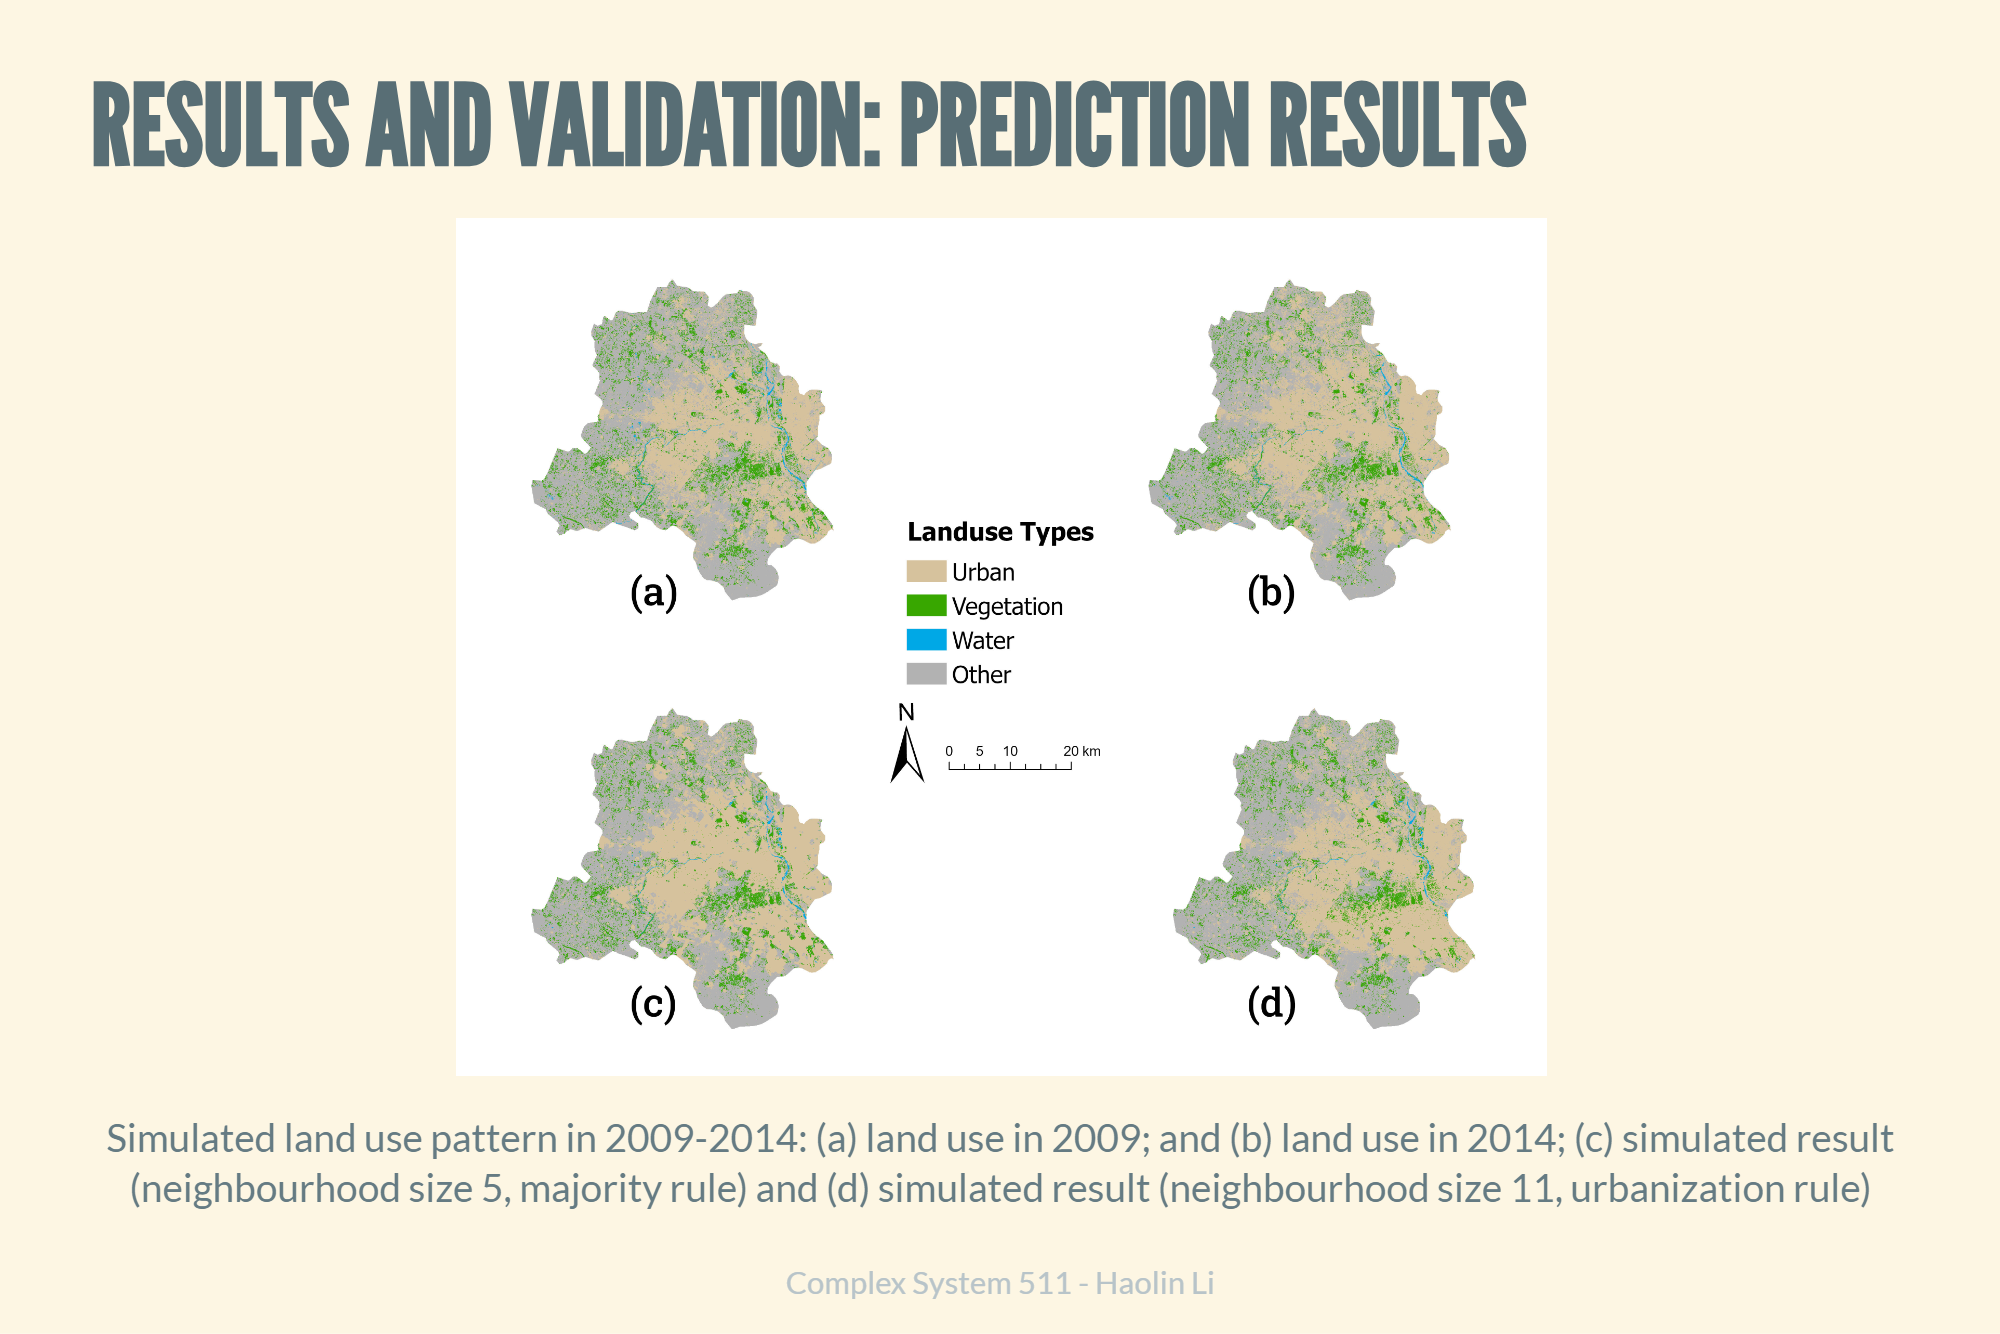 RESULTS AND VALIDATION: PREDICTION RESULTS
(a)
(b)
Landuse Types
Urban
Vegetation
Water
Other
N
0 5 10 20 km
(c)
(d)
Simulated land use pattern in 2009-2014: (a) land use in 2009; and (b) land use in 2014; (c) simulated result
(neighbourhood size 5, majority rule) and (d) simulated result (neighbourhood size 11, urbanization rule)
Complex System 511 - Haolin Li